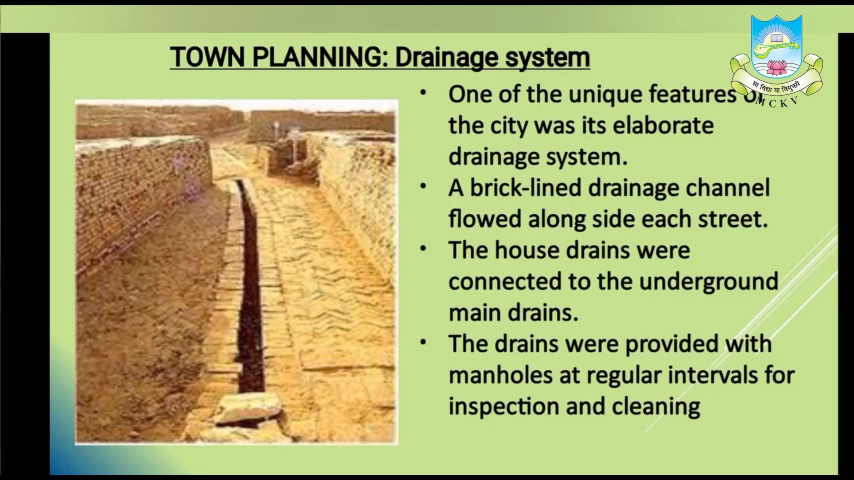 TOWN PLANNING: Drainage system
• One of the unique features of
the city was its elaborate
drainage system.
• A brick-lined drainage channel
flowed along side each street.
• The house drains were
connected to the underground
main drains.
• The drains were provided with
manholes at regular intervals for
inspection and cleaning
सा विद्या या विमुक्तये
MCKV